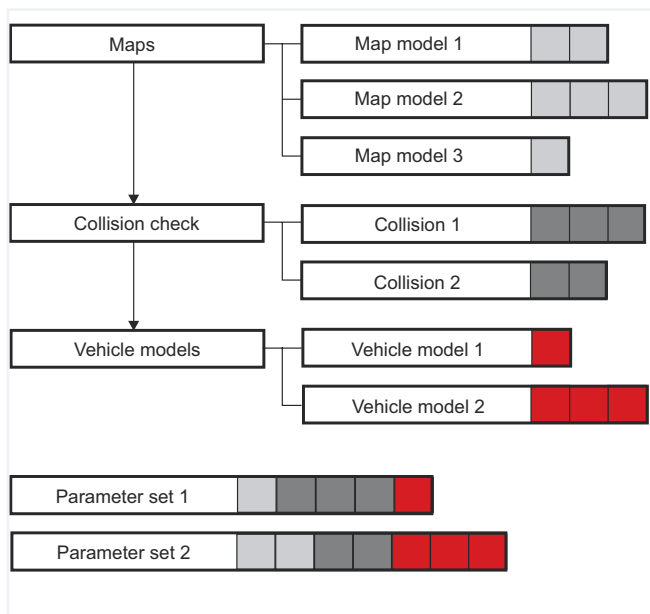 Maps
Map model 1
Map model 2
Map model 3
Collision check
Collision 1
Collision 2
Vehicle models
Vehicle model 1
Vehicle model 2
Parameter set 1
Parameter set 2